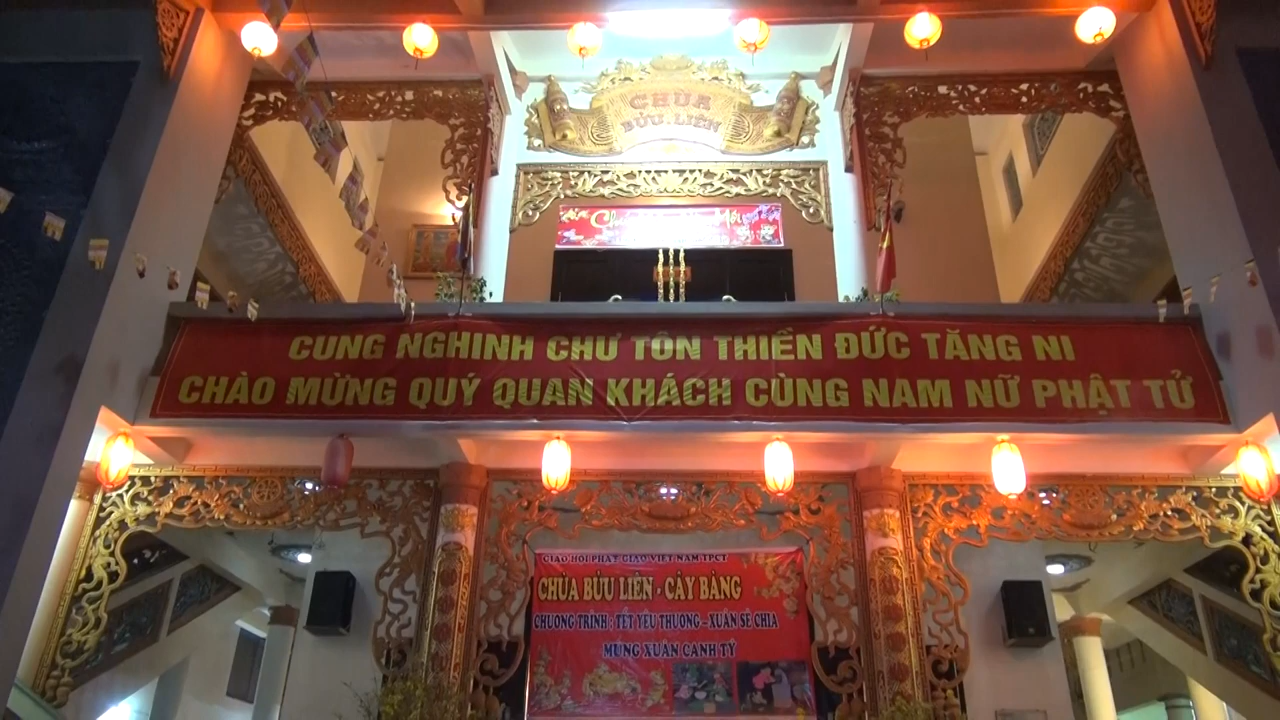 CHÙA
BỬU LIÊN
CUNG NGHINH CHƯ TÔN THIỀN ĐỨC TĂNG NI
CHÀO MỪNG QUÝ QUAN KHÁCH CÙNG NAM NỮ PHẬT TỬ
GIÁO HỘI PHẬT GIÁO VIỆT NAM TPCT
CHÙA BỬU LIÊN - CÂY BÀNG
CHƯƠNG TRÌNH : TẾT YÊU THƯƠNG - XUÂN SẺ CHIA
MỪNG XUÂN CANH TÝ